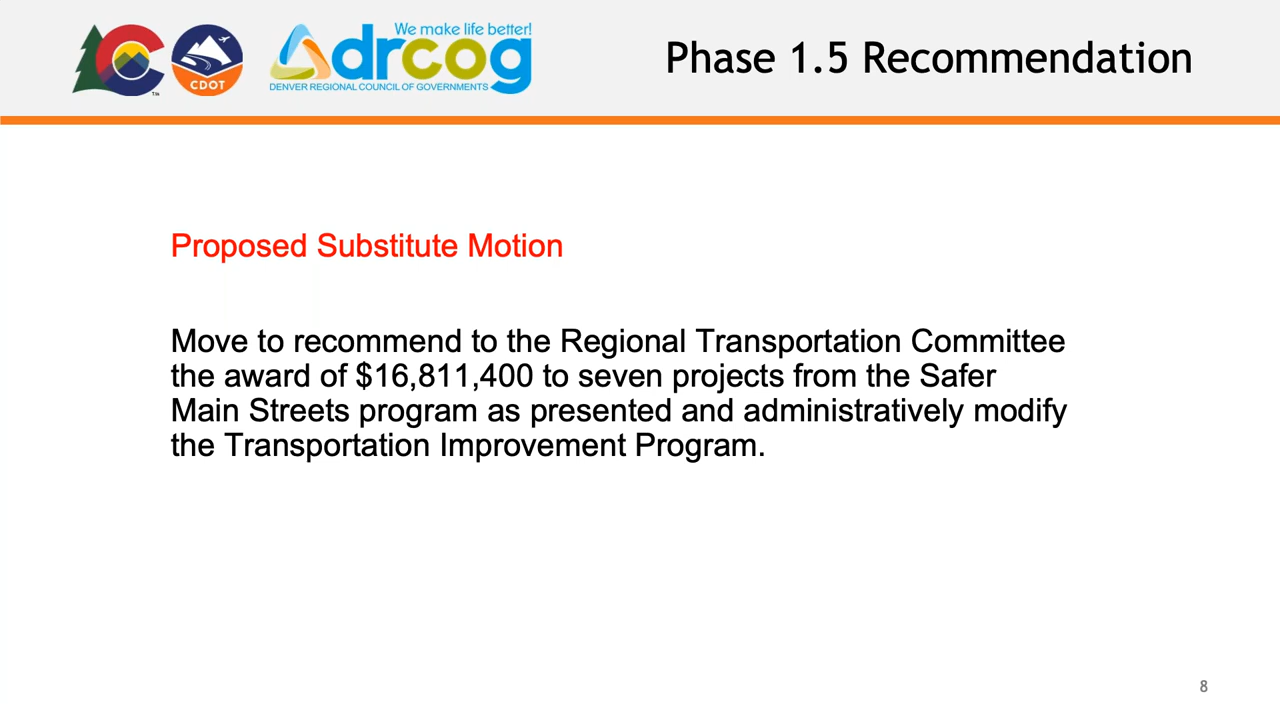 We make life better!
drcog
DENVER REGIONAL COUNCIL OF GOVERNMENTS
CDOT
TM
Phase 1.5 Recommendation
Proposed Substitute Motion
Move to recommend to the Regional Transportation Committee
the award of $16,811,400 to seven projects from the Safer
Main Streets program as presented and administratively modify
the Transportation Improvement Program.
8